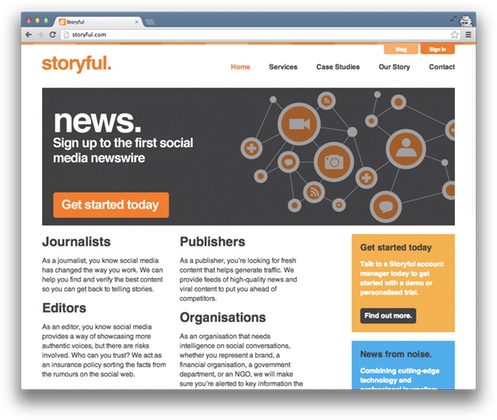 Storyful
storyful.com
Blog
Sign in
storyful.
Home
Services
Case Studies
Our Story
Contact
news.
Sign up to the first social
media newswire
Get started today
Journalists
As a journalist, you know social media
has changed the way you work. We can
help you find and verify the best content
so you can get back to telling stories.
Editors
As an editor, you know social media
provides a way of showcasing more
authentic voices, but there are risks
involved. Who can you trust? We act as
an insurance policy sorting the facts from
the rumours on the social web.
Publishers
As a publisher, you're looking for fresh
content that helps generate traffic. We
provide feeds of high-quality news and
viral content to put you ahead of
competitors.
Organisations
As an organisation that needs
intelligence on social conversations,
whether you represent a brand, a
financial organisation, a government
department, or an NGO, we will make
sure you're alerted to key information the
Get started today
Talk to a Storyful account
manager today to get
started with a demo or
personalised trial.
Find out more.
News from noise.
Combining cutting-edge
technology and
professional journalism